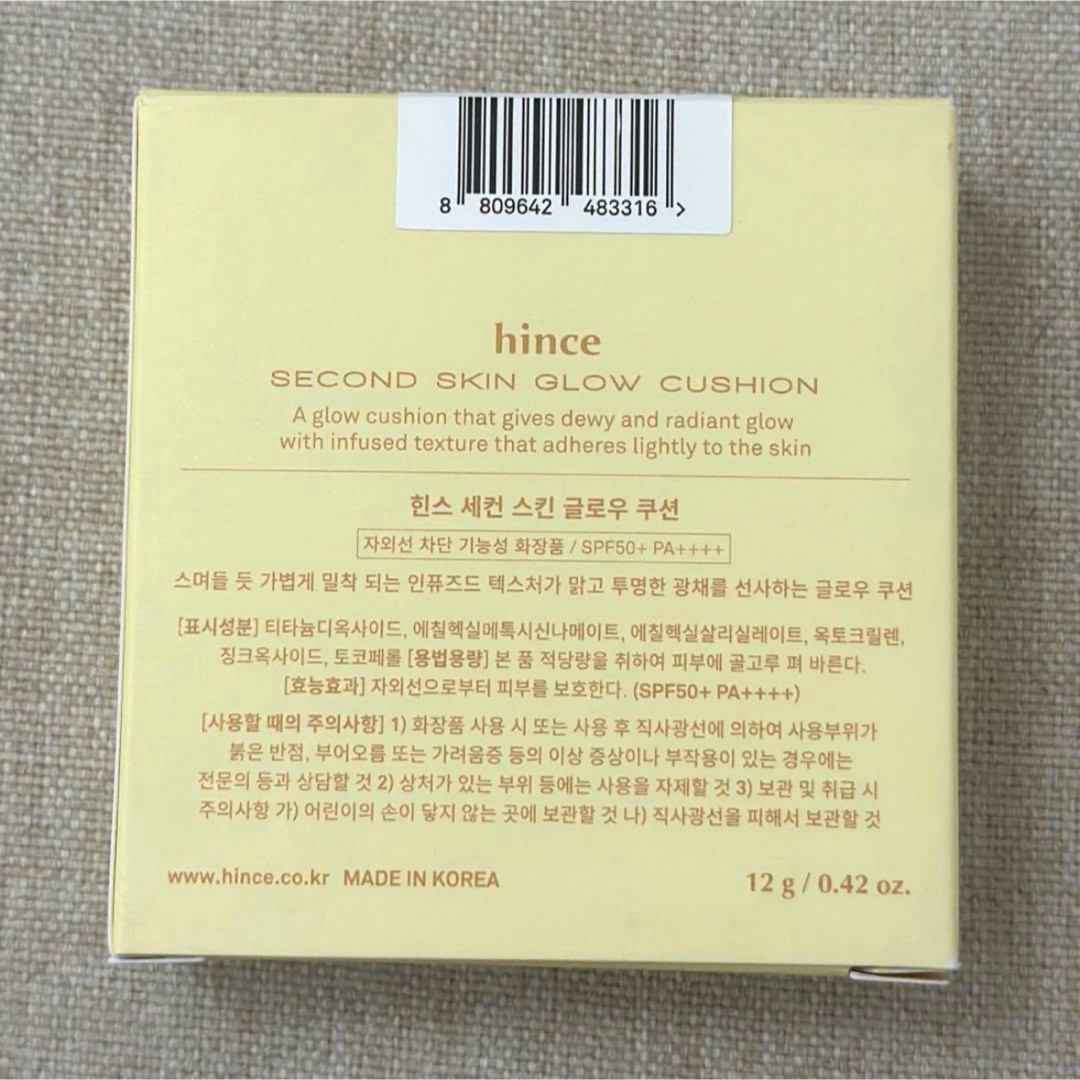 8 809642 483316 >
hince
SECOND SKIN GLOW CUSHION
A glow cushion that gives dewy and radiant glow
with infused texture that adheres lightly to the skin
힌스 세컨 스킨 글로우 쿠션
자외선 차단 기능성 화장품 / SPF50+ PA++++
스며들 듯 가볍게 밀착 되는 인퓨즈드 텍스처가 맑고 투명한 광채를 선사하는 글로우 쿠션
[표시성분] 티타늄디옥사이드, 에칠헥실메톡시신나메이트, 에칠헥실살리실레이트, 옥토크릴렌,
징크옥사이드, 토코페롤 [용법용량] 본 품 적당량을 취하여 피부에 골고루 펴 바른다.
[효능효과] 자외선으로부터 피부를 보호한다. (SPF50+ PA++++)
[사용할 때의 주의사항] 1) 화장품 사용 시 또는 사용 후 직사광선에 의하여 사용부위가
붉은 반점, 부어오름 또는 가려움증 등의 이상 증상이나 부작용이 있는 경우에는
전문의 등과 상담할 것 2) 상처가 있는 부위 등에는 사용을 자제할 것 3) 보관 및 취급 시
주의사항 가) 어린이의 손이 닿지 않는 곳에 보관할 것 나) 직사광선을 피해서 보관할 것
www.hince.co.kr MADE IN KOREA
12 g / 0.42 oz.